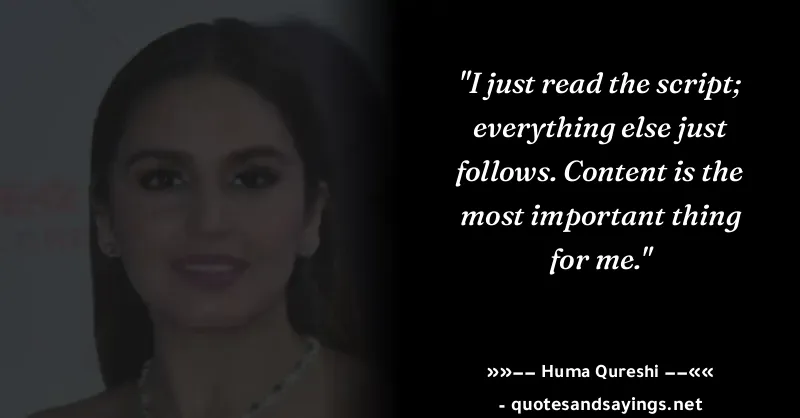 "I just read the script;
everything else just
follows. Content is the
most important thing
for me."
»»−− Huma Qureshi −−««
- quotesandsayings.net